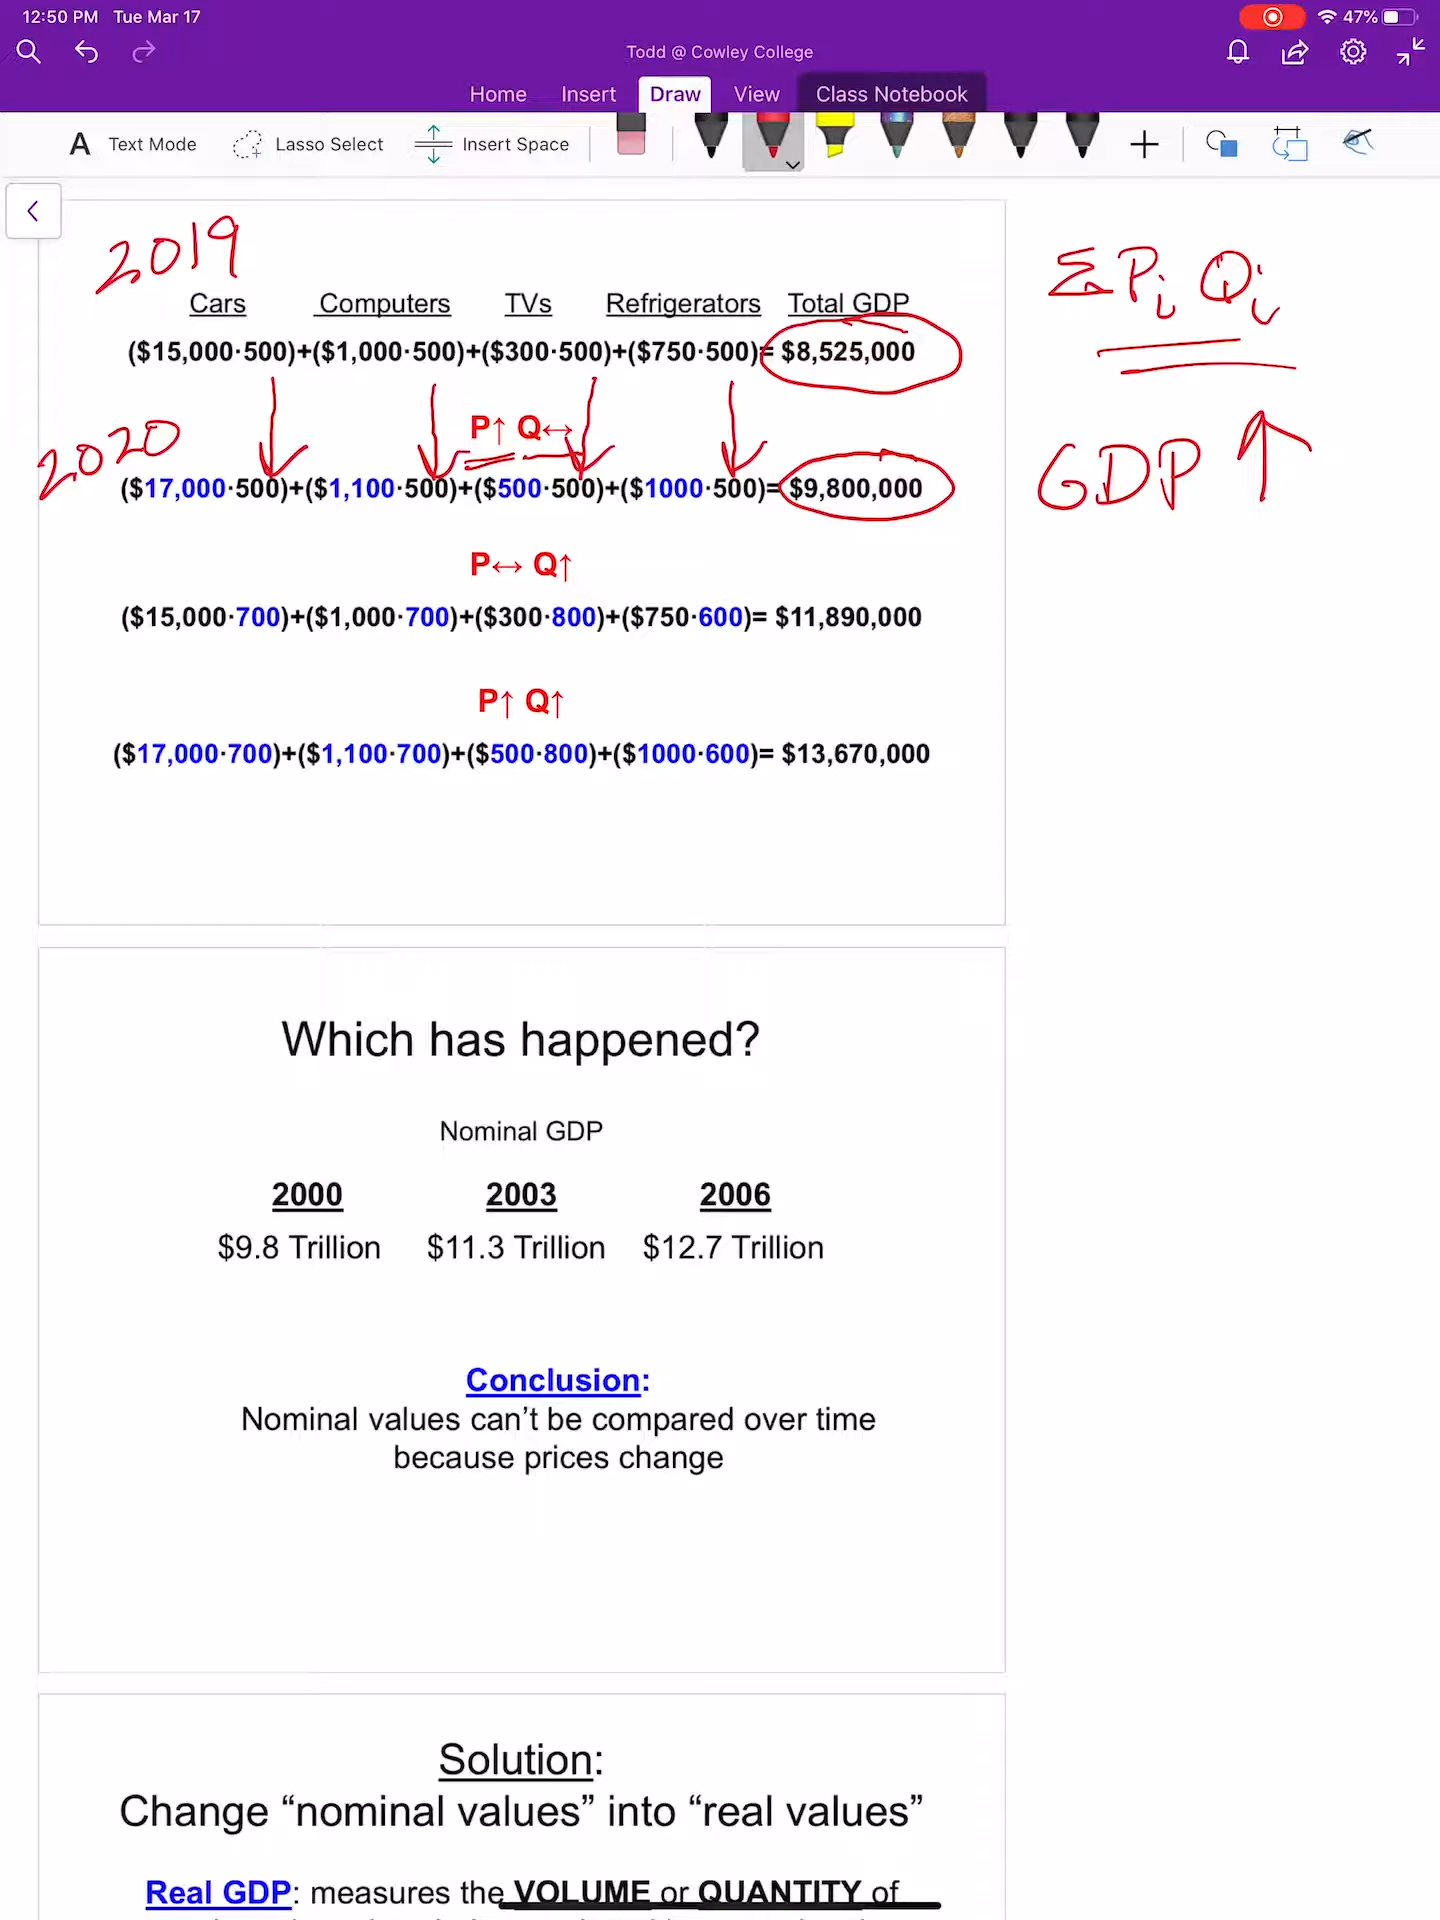 12:50 PM Tue Mar 17
47%
Todd @ Cowley College
Home Insert Draw View Class Notebook
A Text Mode Lasso Select Insert Space
2019
Cars Computers TVs Refrigerators Total GDP
($15,000·500)+($1,000·500)+($300·500)+($750·500)= $8,525,000
P↑ Q↔
2020
($17,000·500)+($1,100·500)+($500·500)+($1000·500)= $9,800,000
P↔ Q↑
($15,000·700)+($1,000·700)+($300·800)+($750·600)= $11,890,000
P↑ Q↑
($17,000·700)+($1,100·700)+($500·800)+($1000·600)= $13,670,000
ΣPi Qi
GDP ↑
Which has happened?
Nominal GDP
2000 2003 2006
$9.8 Trillion $11.3 Trillion $12.7 Trillion
Conclusion:
Nominal values can’t be compared over time
because prices change
Solution:
Change “nominal values” into “real values”
Real GDP: measures the VOLUME or QUANTITY of